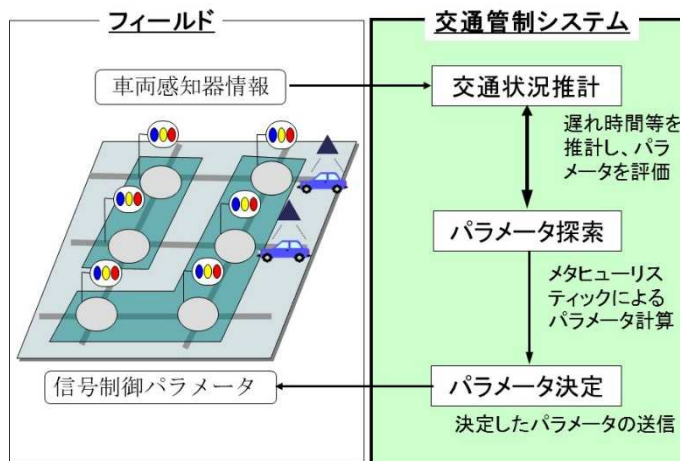 フィールド
車両感知器情報
信号制御パラメータ
交通管制システム
交通状況推計
遅れ時間等を
推計し、パラ
メータを評価
パラメータ探索
メタヒューリス
ティックによる
パラメータ計算
パラメータ決定
決定したパラメータの送信